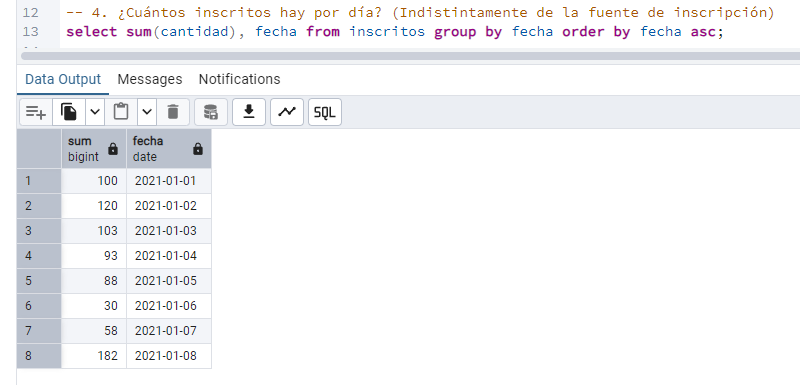 12 -- 4. ¿Cuántos inscritos hay por día? (Indistintamente de la fuente de inscripción)
13 select sum(cantidad), fecha from inscritos group by fecha order by fecha asc;
Data Output Messages Notifications
SQL
sum fecha
bigint date
1 100 2021-01-01
2 120 2021-01-02
3 103 2021-01-03
4 93 2021-01-04
5 88 2021-01-05
6 30 2021-01-06
7 58 2021-01-07
8 182 2021-01-08